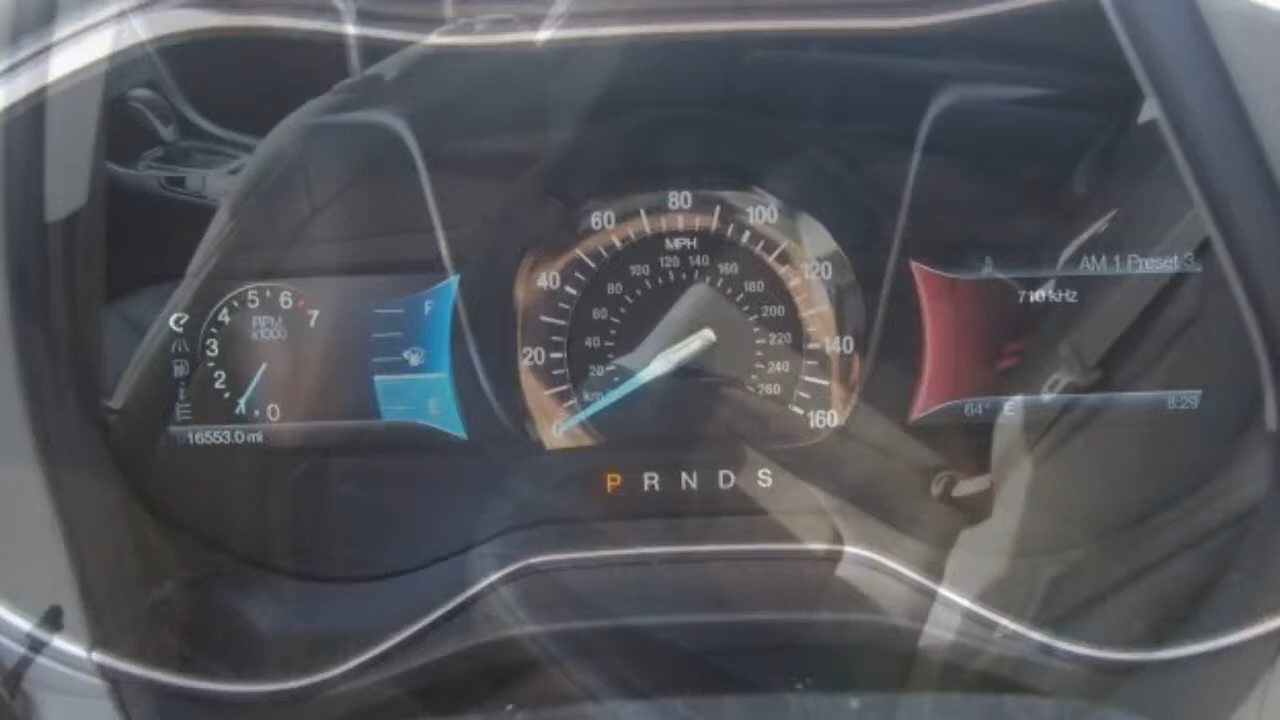 80
60
100
MPH
40
120
120 140
100
160
80
180
60
200
20
40
220
140
20
240
km/h
260
0
160
P R N D S
4 5 6
7
RPM
x1000
3
2
1
0
F
E
16553.0 mi
AM 1 Preset 3
710 kHz
64° E
8:29